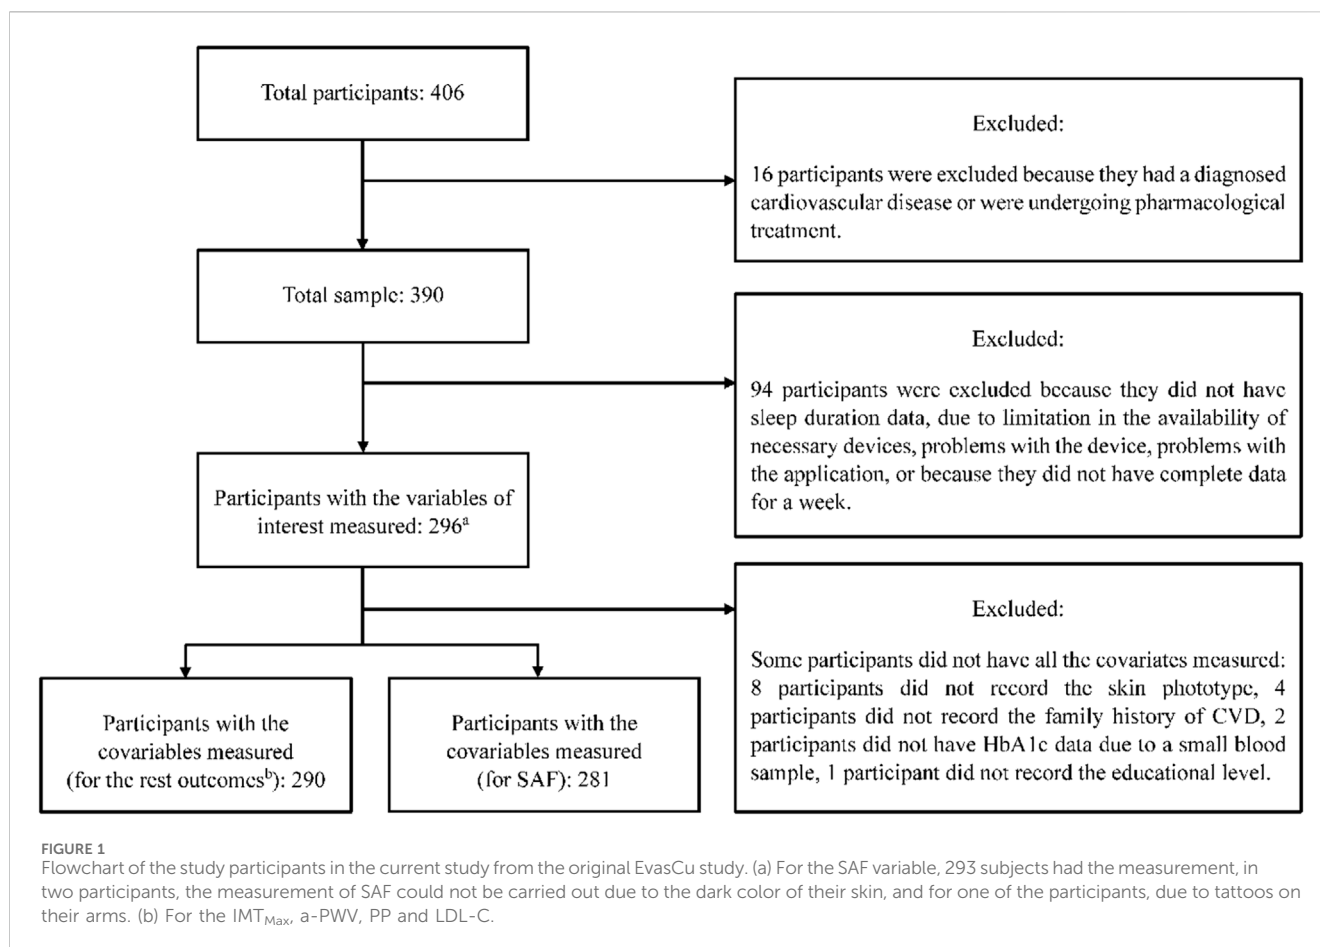 Total participants: 406
Excluded:
16 participants were excluded because they had a diagnosed
cardiovascular disease or were undergoing pharmacological
treatment.
Total sample: 390
Excluded:
94 participants were excluded because they did not have
sleep duration data, due to limitation in the availability of
necessary devices, problems with the device, problems with
the application, or because they did not have complete data
for a week.
Participants with the variables of
interest measured: 296a
Excluded:
Some participants did not have all the covariates measured:
8 participants did not record the skin phototype, 4
participants did not record the family history of CVD, 2
participants did not have HbA1c data due to a small blood
sample, 1 participant did not record the educational level.
Participants with the
covariables measured
(for the rest outcomesb): 290
Participants with the
covariables measured
(for SAF): 281
FIGURE 1
Flowchart of the study participants in the current study from the original EvasCu study. (a) For the SAF variable, 293 subjects had the measurement, in
two participants, the measurement of SAF could not be carried out due to the dark color of their skin, and for one of the participants, due to tattoos on
their arms. (b) For the IMTMax, a-PWV, PP and LDL-C.